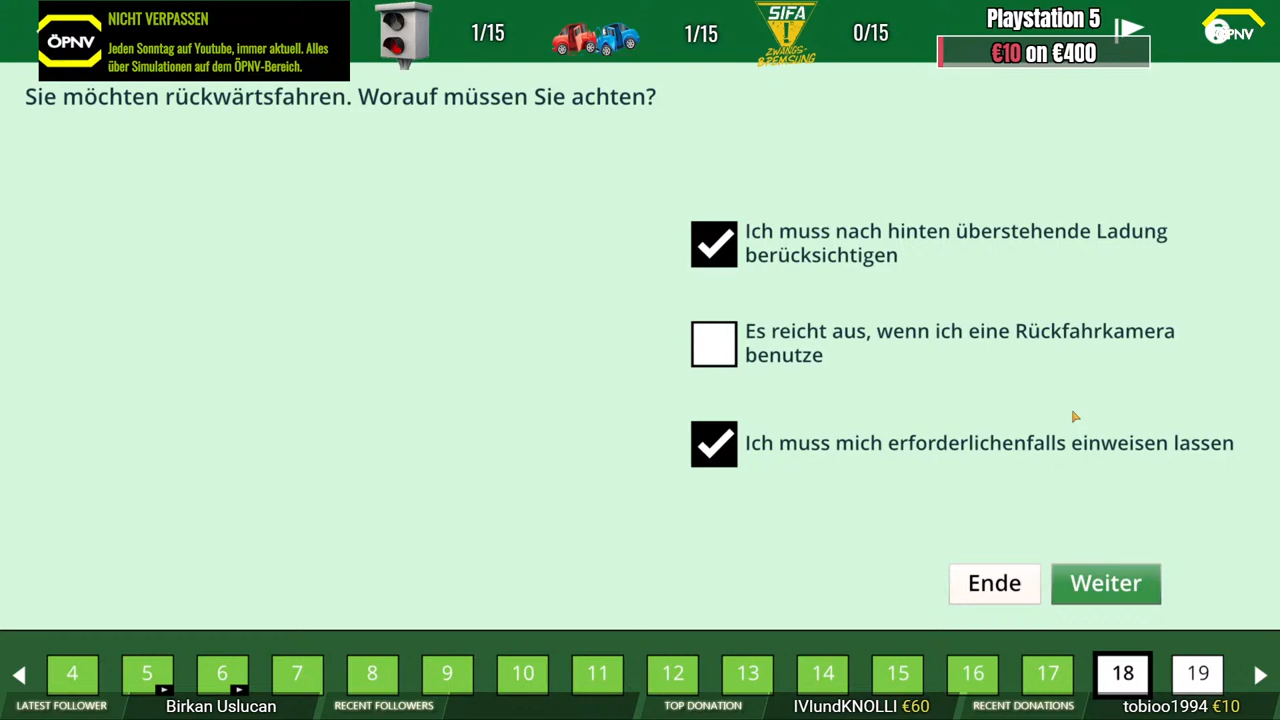 NICHT VERPASSEN
ÖPNV
Jeden Sonntag auf Youtube, immer aktuell. Alles
über Simulationen auf dem ÖPNV-Bereich.
1/15
1/15
SIFA
ZWANGS-
BREMSUNG
0/15
Playstation 5
€10 on €400
ÖPNV
Sie möchten rückwärtsfahren. Worauf müssen Sie achten?
Ich muss nach hinten überstehende Ladung
berücksichtigen
Es reicht aus, wenn ich eine Rückfahrkamera
benutze
Ich muss mich erforderlichenfalls einweisen lassen
Ende
Weiter
4 5 6 7 8 9 10 11 12 13 14 15 16 17 18 19
LATEST FOLLOWER Birkan Uslucan RECENT FOLLOWERS TOP DONATION IVIundKNOLLI €60 RECENT DONATIONS tobioo1994 €10